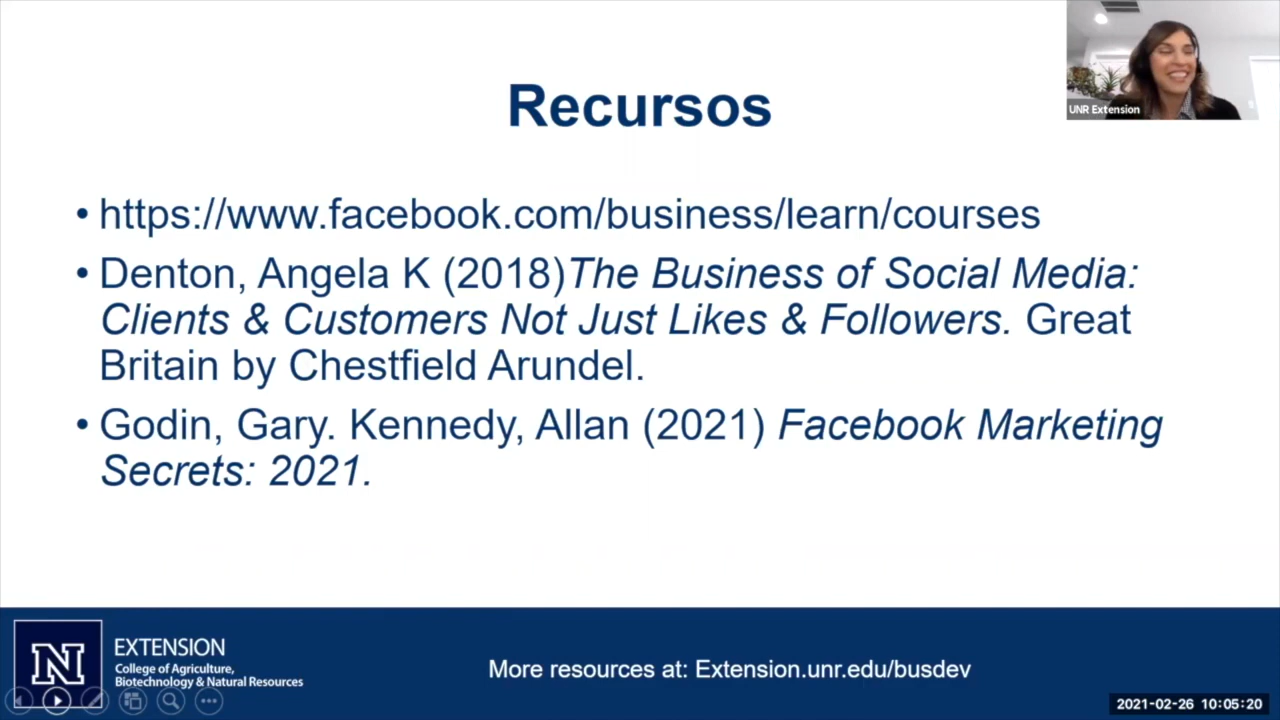 Recursos
UNR Extension
• https://www.facebook.com/business/learn/courses
• Denton, Angela K (2018)The Business of Social Media:
Clients & Customers Not Just Likes & Followers. Great
Britain by Chestfield Arundel.
• Godin, Gary. Kennedy, Allan (2021) Facebook Marketing
Secrets: 2021.
N
EXTENSION
College of Agriculture,
Biotechnology & Natural Resources
More resources at: Extension.unr.edu/busdev
2021-02-26 10:05:20